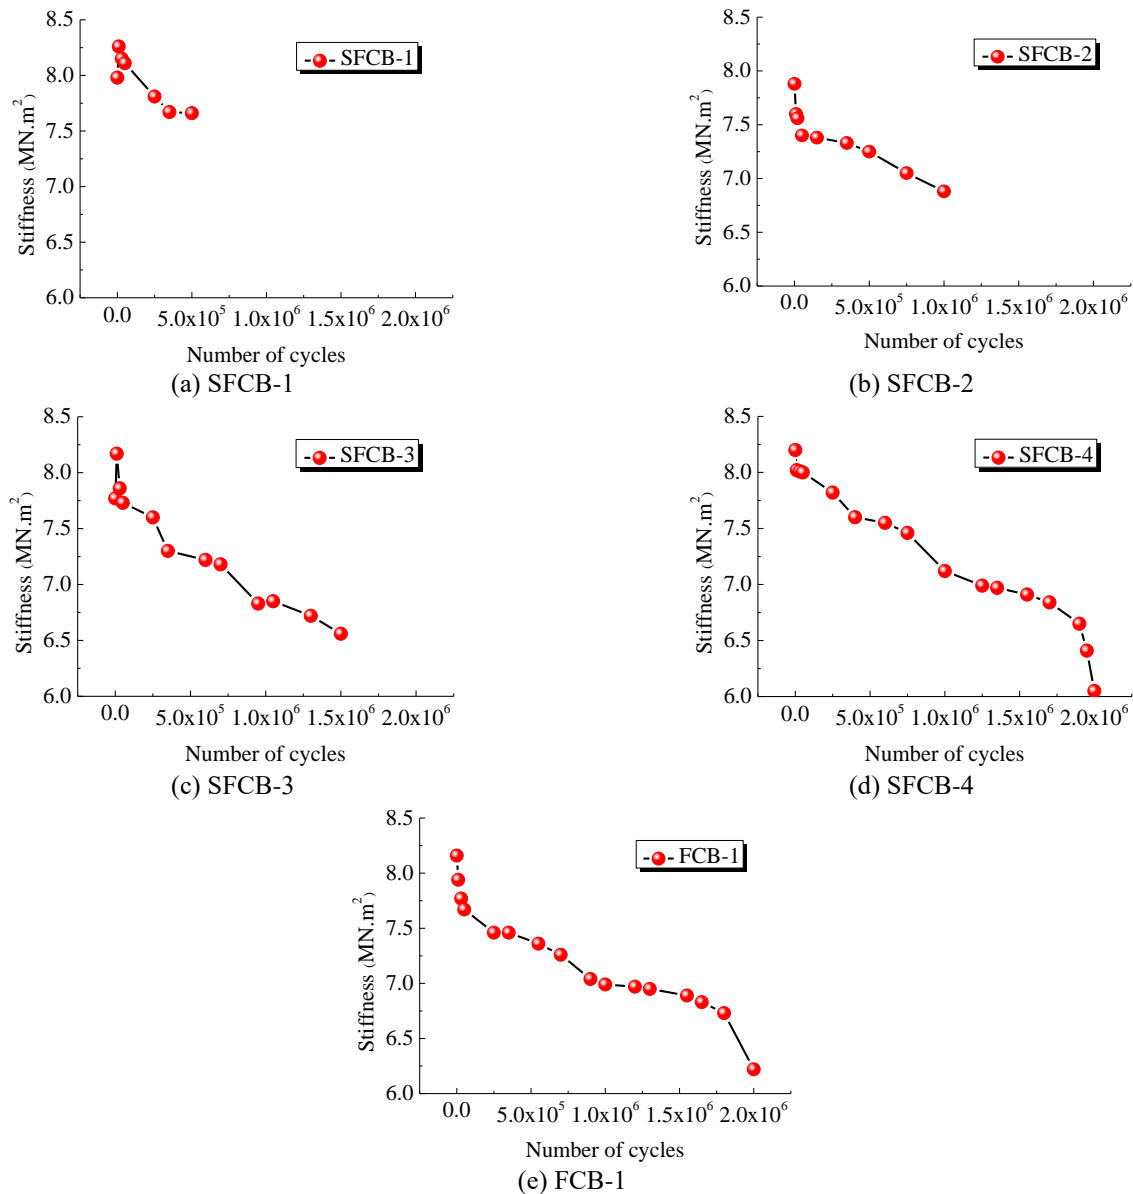 8.5
8.0
7.5
7.0
6.5
6.0
Stiffness (MN.m²)
SFCB-1
0.0 5.0x10⁵ 1.0x10⁶ 1.5x10⁶ 2.0x10⁶
Number of cycles
(a) SFCB-1
8.5
8.0
7.5
7.0
6.5
6.0
Stiffness (MN.m²)
SFCB-2
0.0 5.0x10⁵ 1.0x10⁶ 1.5x10⁶ 2.0x10⁶
Number of cycles
(b) SFCB-2
8.5
8.0
7.5
7.0
6.5
6.0
Stiffness (MN.m²)
SFCB-3
0.0 5.0x10⁵ 1.0x10⁶ 1.5x10⁶ 2.0x10⁶
Number of cycles
(c) SFCB-3
8.5
8.0
7.5
7.0
6.5
6.0
Stiffness (MN.m²)
SFCB-4
0.0 5.0x10⁵ 1.0x10⁶ 1.5x10⁶ 2.0x10⁶
Number of cycles
(d) SFCB-4
8.5
8.0
7.5
7.0
6.5
6.0
Stiffness (MN.m²)
FCB-1
0.0 5.0x10⁵ 1.0x10⁶ 1.5x10⁶ 2.0x10⁶
Number of cycles
(e) FCB-1